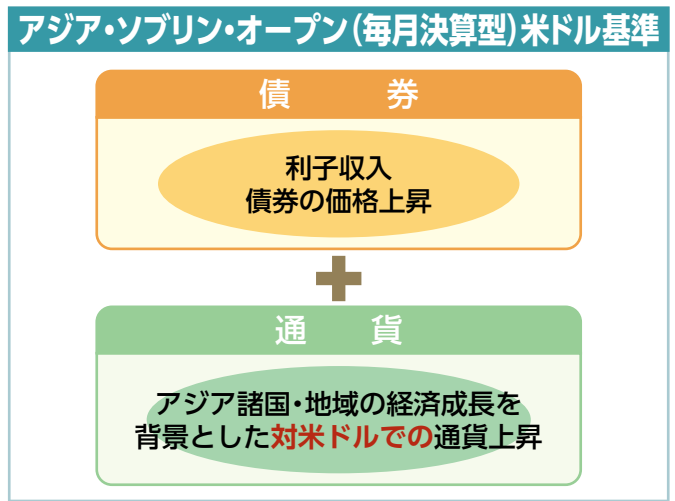 アジア・ソブリン・オープン(毎月決算型)米ドル基準
債　券
利子収入
債券の価格上昇
通　貨
アジア諸国・地域の経済成長を
背景とした対米ドルでの通貨上昇